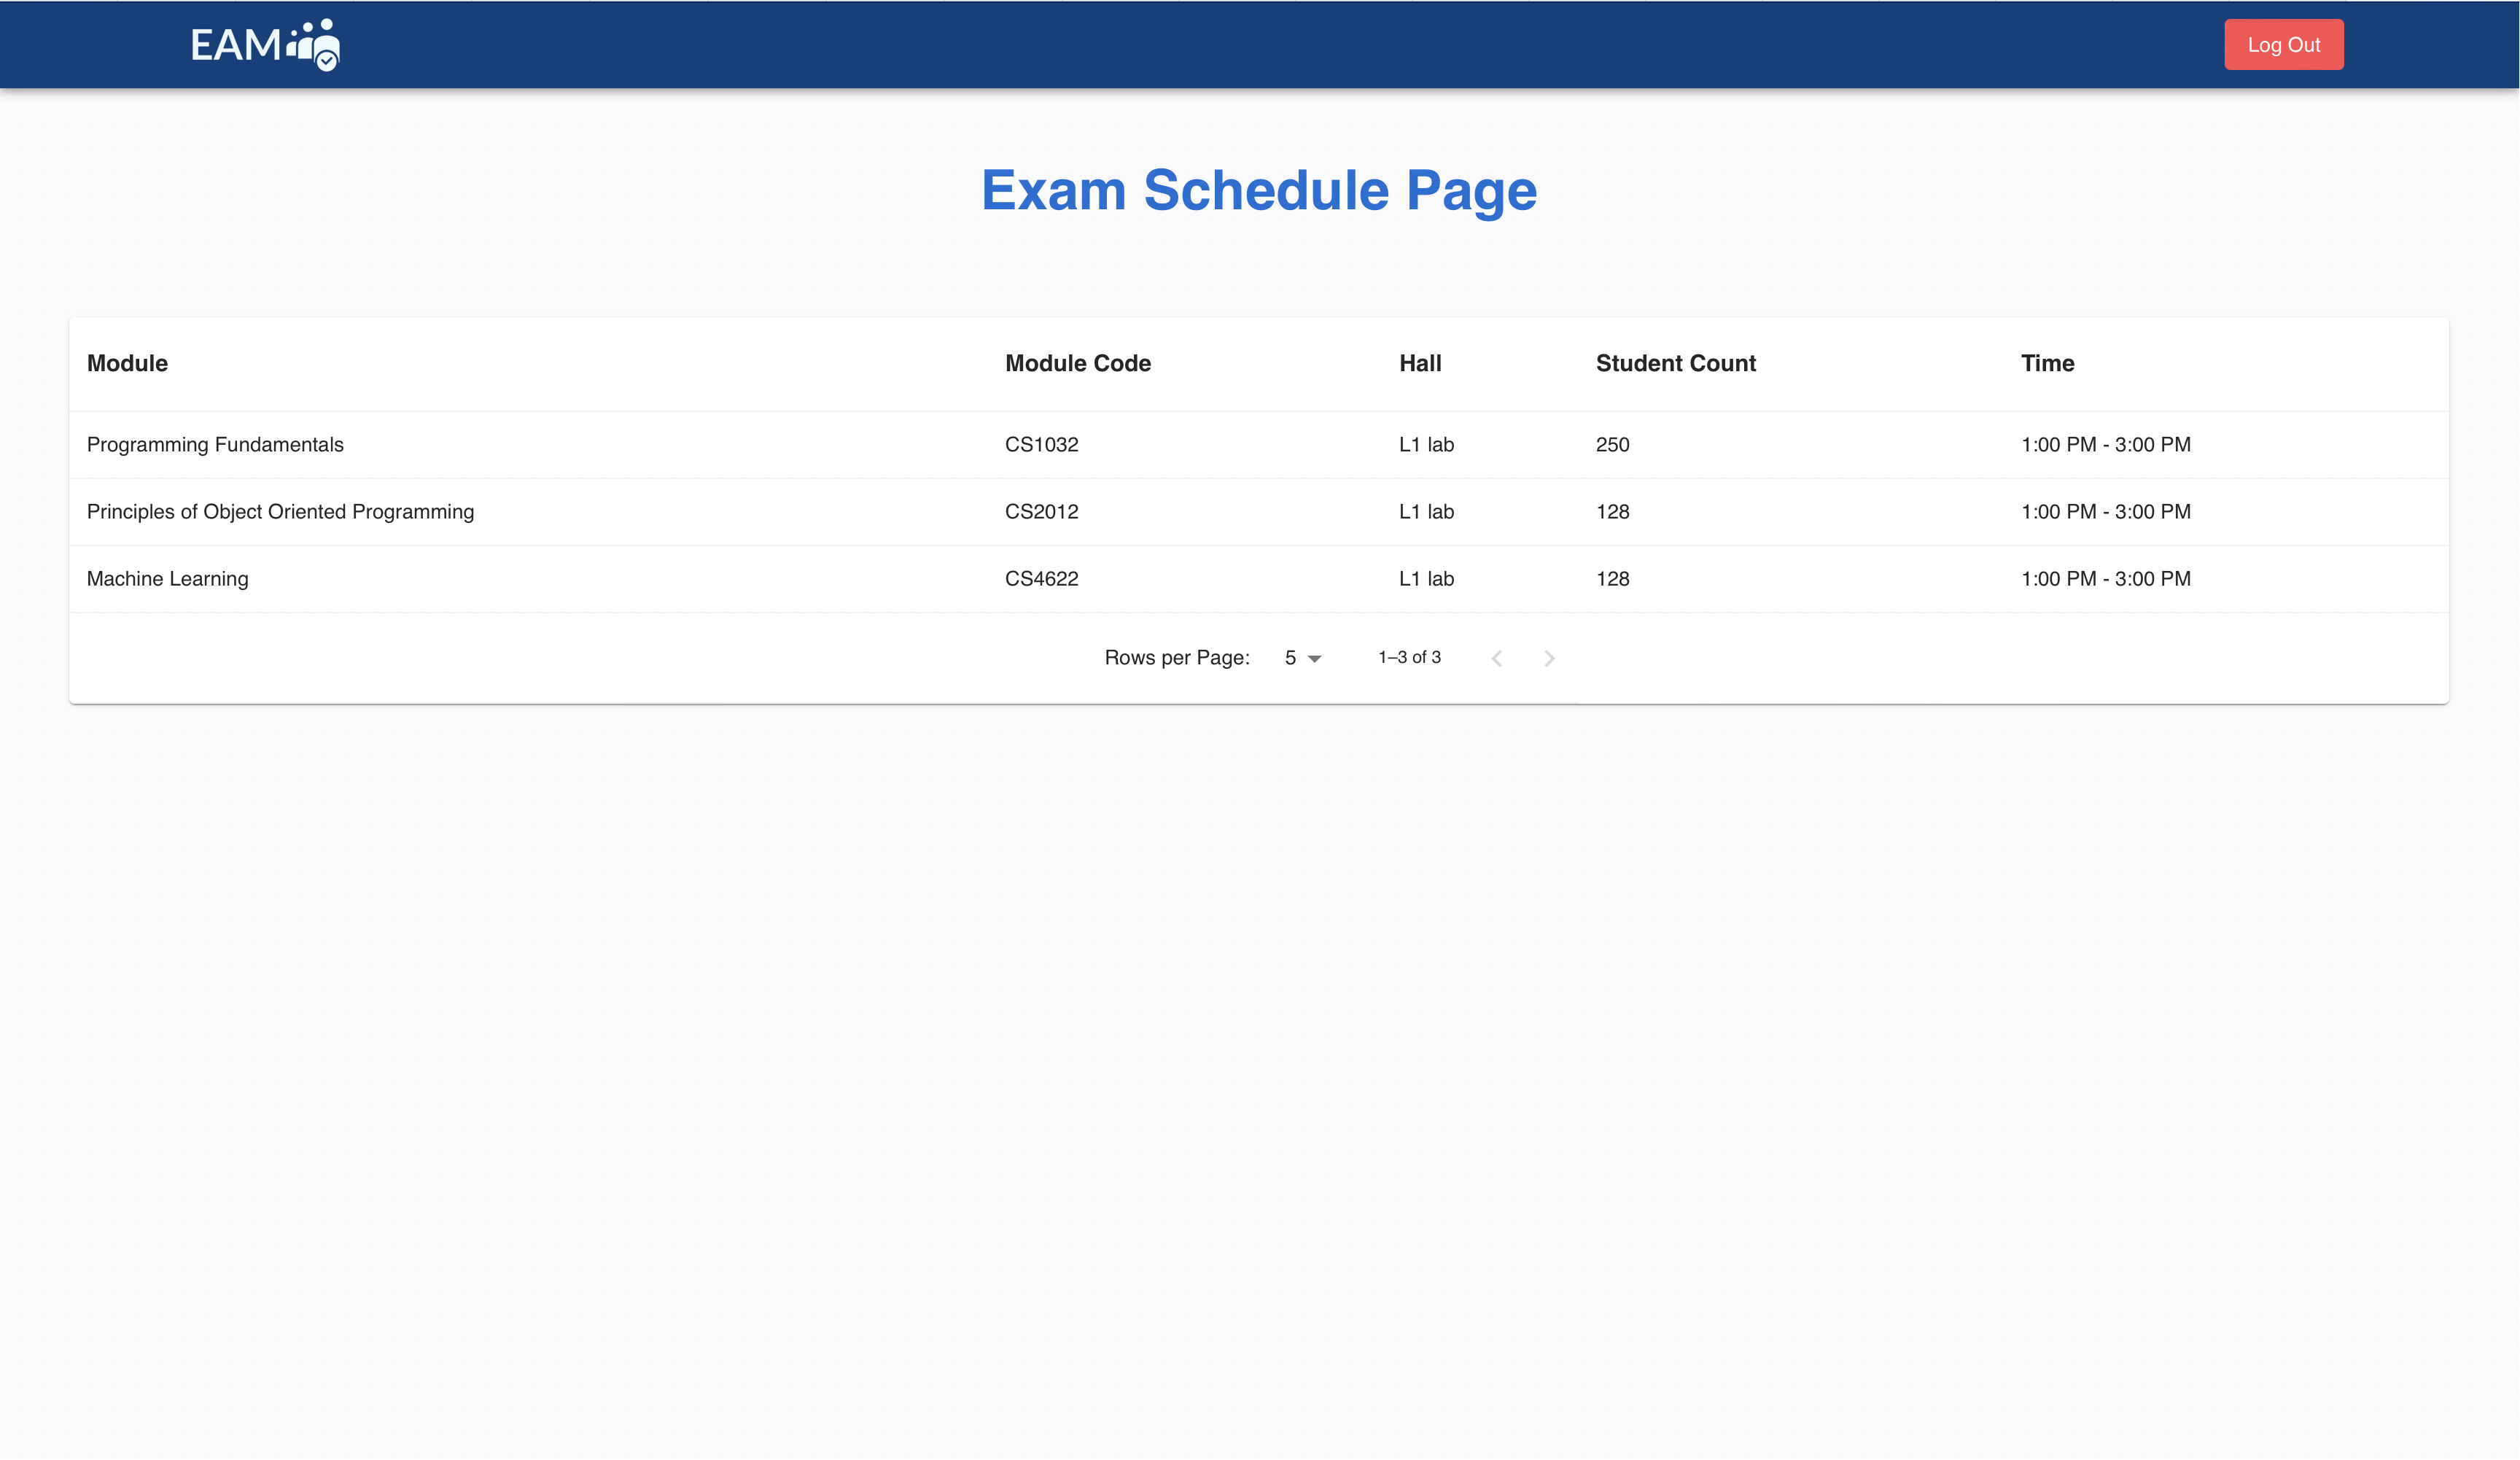 EAM
Log Out
Exam Schedule Page
Module Module Code Hall Student Count Time
Programming Fundamentals CS1032 L1 lab 250 1:00 PM - 3:00 PM
Principles of Object Oriented Programming CS2012 L1 lab 128 1:00 PM - 3:00 PM
Machine Learning CS4622 L1 lab 128 1:00 PM - 3:00 PM
Rows per Page: 5 1–3 of 3